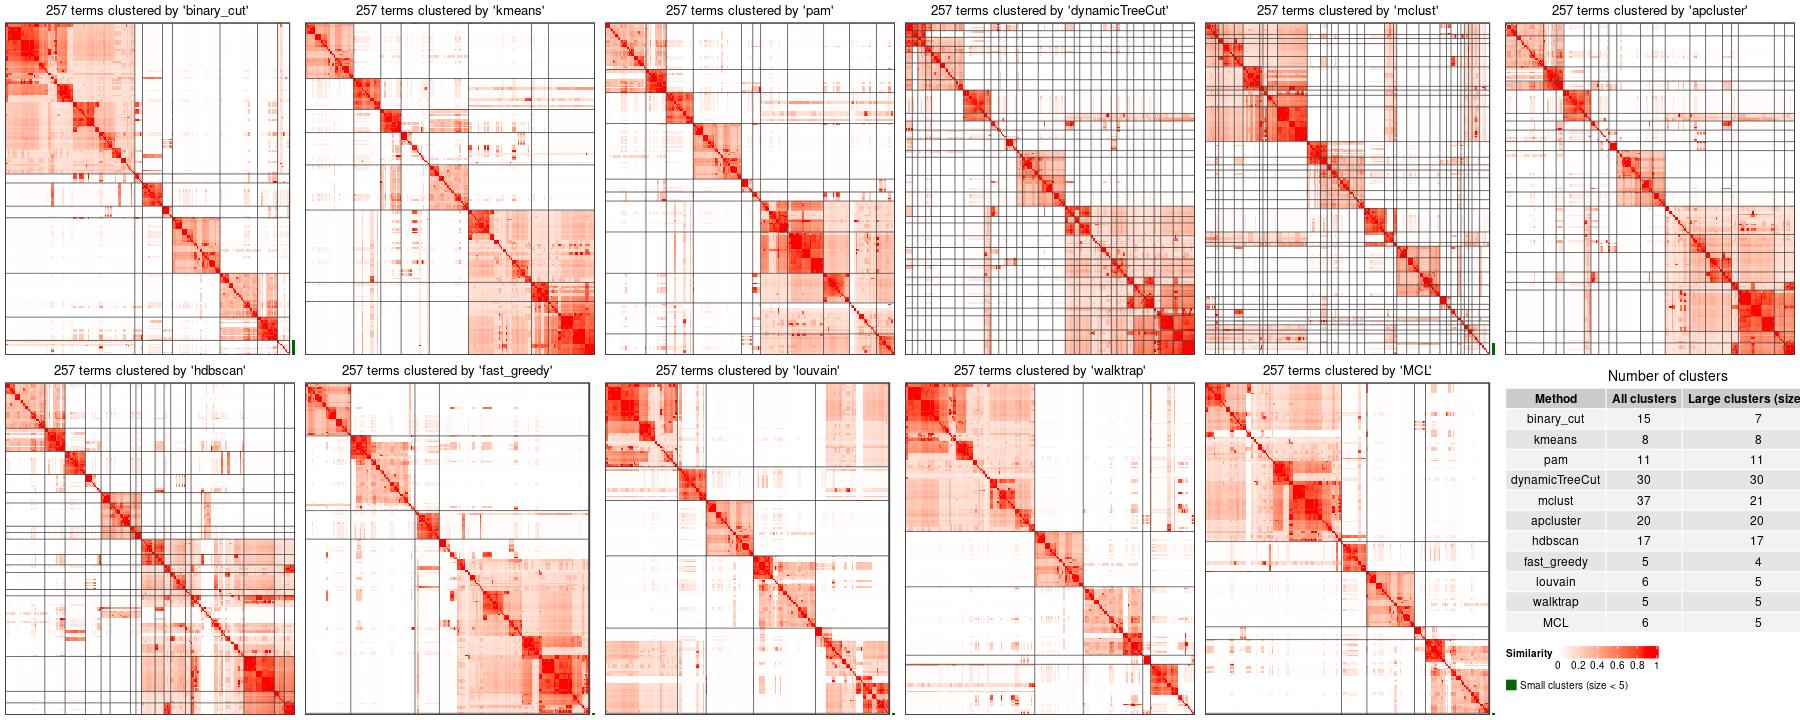 257 terms clustered by 'binary_cut'
257 terms clustered by 'kmeans'
257 terms clustered by 'pam'
257 terms clustered by 'dynamicTreeCut'
257 terms clustered by 'mclust'
257 terms clustered by 'apcluster'
257 terms clustered by 'hdbscan'
257 terms clustered by 'fast_greedy'
257 terms clustered by 'louvain'
257 terms clustered by 'walktrap'
257 terms clustered by 'MCL'
Number of clusters
Method All clusters Large clusters (size
binary_cut 15 7
kmeans 8 8
pam 11 11
dynamicTreeCut 30 30
mclust 37 21
apcluster 20 20
hdbscan 17 17
fast_greedy 5 4
louvain 6 5
walktrap 5 5
MCL 6 5
Similarity
0 0.2 0.4 0.6 0.8 1
Small clusters (size < 5)